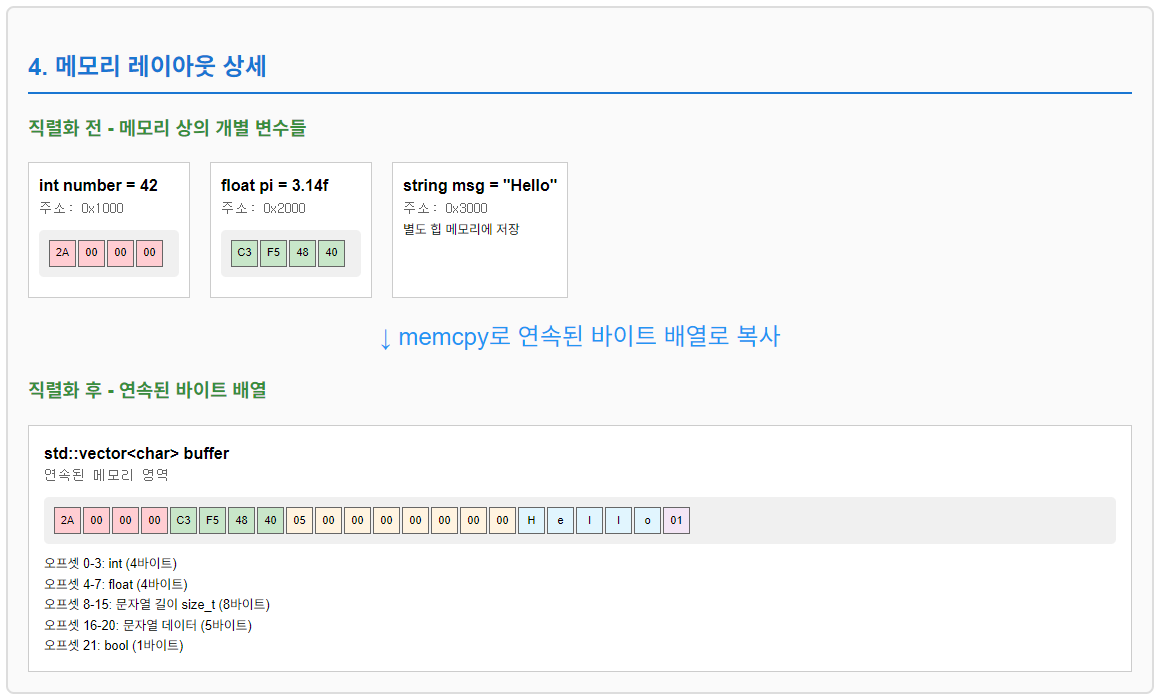 4. 메모리 레이아웃 상세
직렬화 전 - 메모리 상의 개별 변수들
int number = 42
주소: 0x1000
2A 00 00 00
float pi = 3.14f
주소: 0x2000
C3 F5 48 40
string msg = "Hello"
주소: 0x3000
별도 힙 메모리에 저장
↓ memcpy로 연속된 바이트 배열로 복사
직렬화 후 - 연속된 바이트 배열
std::vector<char> buffer
연속된 메모리 영역
2A 00 00 00 C3 F5 48 40 05 00 00 00 00 00 00 00 H e l l o 01
오프셋 0-3: int (4바이트)
오프셋 4-7: float (4바이트)
오프셋 8-15: 문자열 길이 size_t (8바이트)
오프셋 16-20: 문자열 데이터 (5바이트)
오프셋 21: bool (1바이트)